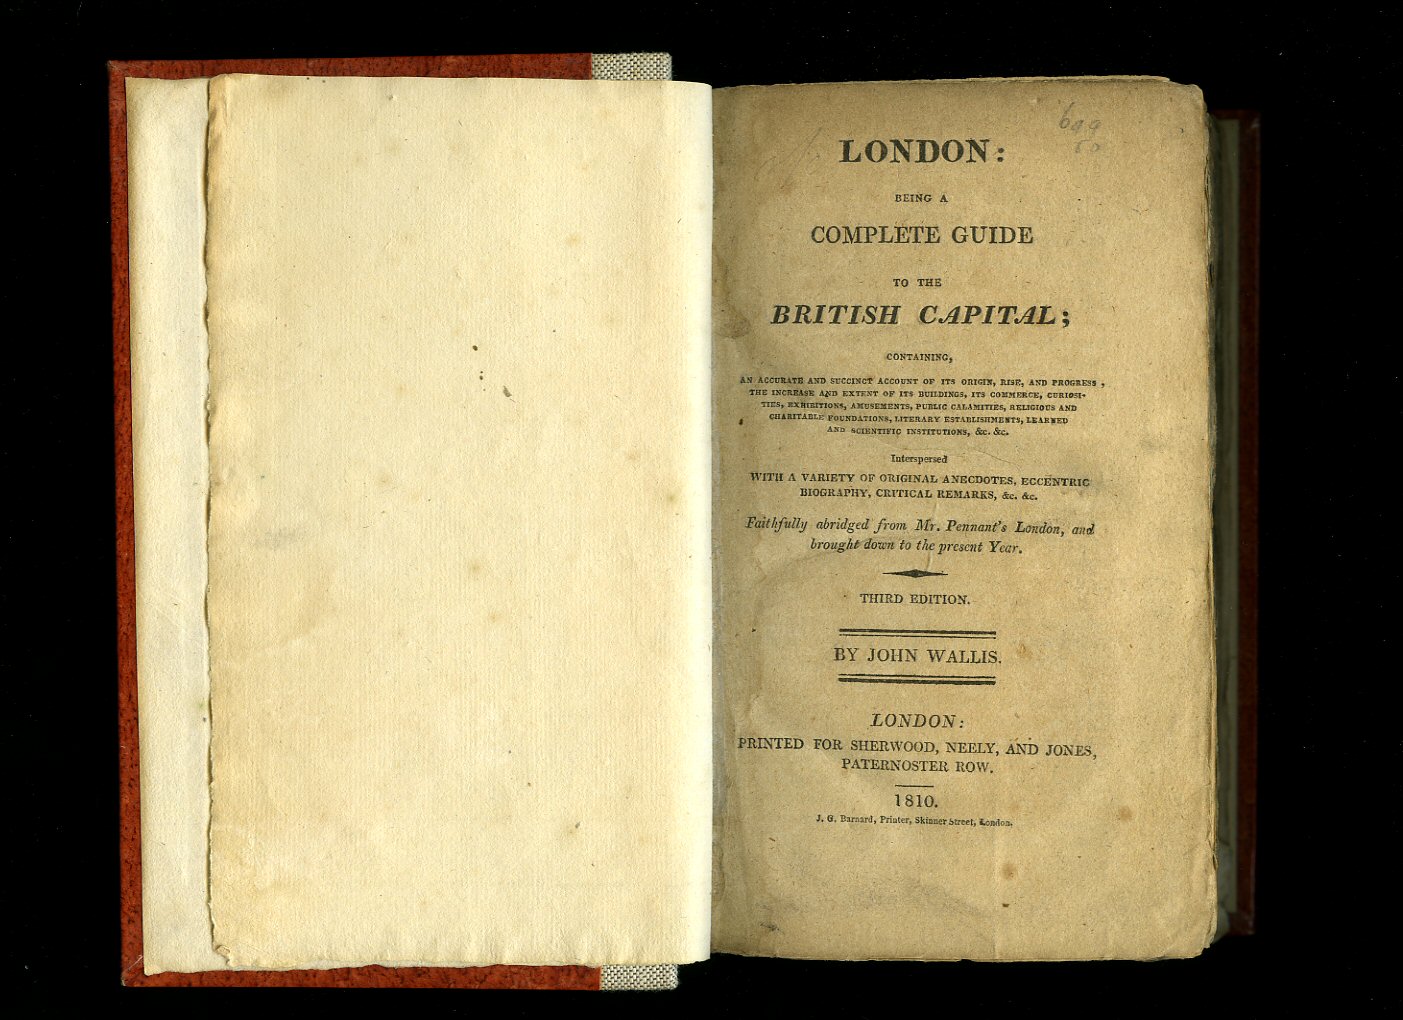 LONDON:
BEING A
COMPLETE GUIDE
TO THE
BRITISH CAPITAL;
CONTAINING,
AN ACCURATE AND SUCCINCT ACCOUNT OF ITS ORIGIN, RISE, AND PROGRESS,
THE INCREASE AND EXTENT OF ITS BUILDINGS, ITS COMMERCE, CURIOSI-
TIES, EXHIBITIONS, AMUSEMENTS, PUBLIC CALAMITIES, RELIGIOUS AND
CHARITABLE FOUNDATIONS, LITERARY ESTABLISHMENTS, LEARNED
AND SCIENTIFIC INSTITUTIONS, &c. &c.
Interspersed
WITH A VARIETY OF ORIGINAL ANECDOTES, ECCENTRIC
BIOGRAPHY, CRITICAL REMARKS, &c. &c.
Faithfully abridged from Mr. Pennant's London, and
brought down to the present Year.
THIRD EDITION.
BY JOHN WALLIS.
LONDON:
PRINTED FOR SHERWOOD, NEELY, AND JONES,
PATERNOSTER ROW.
1810.
J. G. Barnard, Printer, Skinner Street, London.